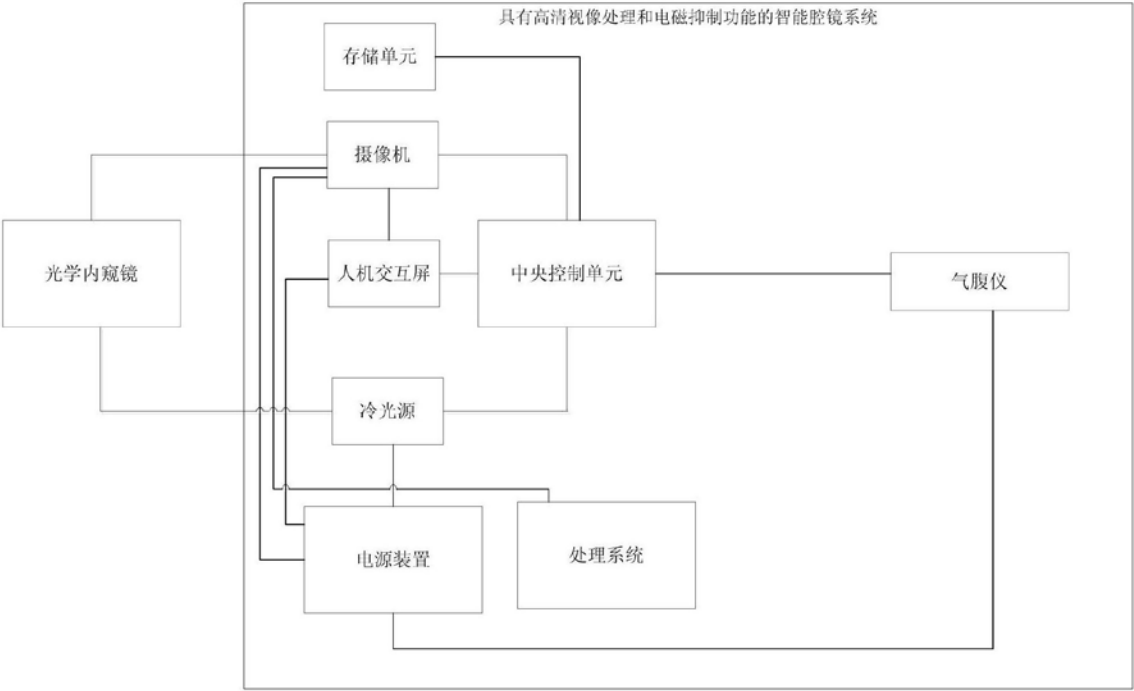 具有高清视像处理和电磁抑制功能的智能腔镜系统
存储单元
摄像机
光学内窥镜
人机交互屏
中央控制单元
气腹仪
冷光源
电源装置
处理系统